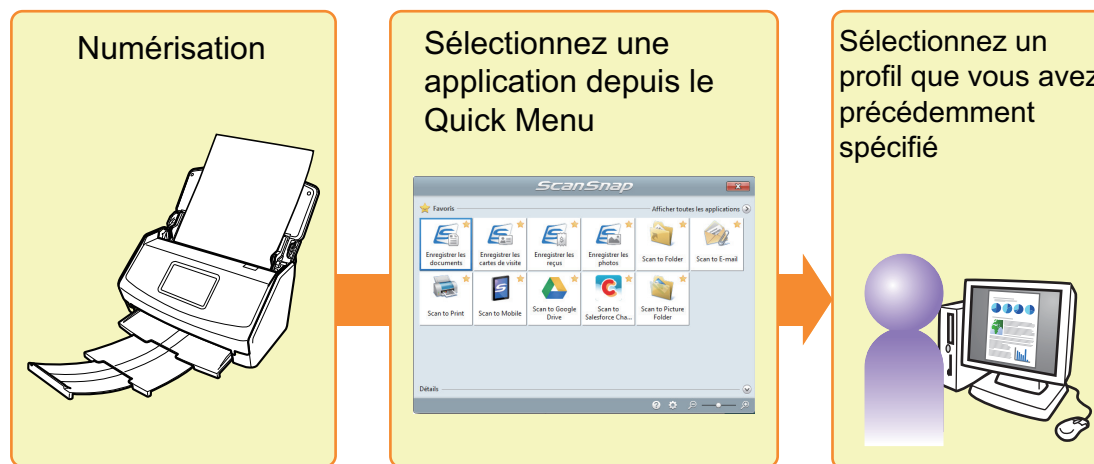 Numérisation
Sélectionnez une
application depuis le
Quick Menu
ScanSnap
Favoris
Afficher toutes les applications
Enregistrer les
documents
Enregistrer les
cartes de visite
Enregistrer les
reçus
Enregistrer les
photos
Scan to Folder
Scan to E-mail
Scan to Print
Scan to Mobile
Scan to Google
Drive
Scan to
Salesforce Cha...
Scan to Picture
Folder
Détails
Sélectionnez un
profil que vous avez
précédemment
spécifié